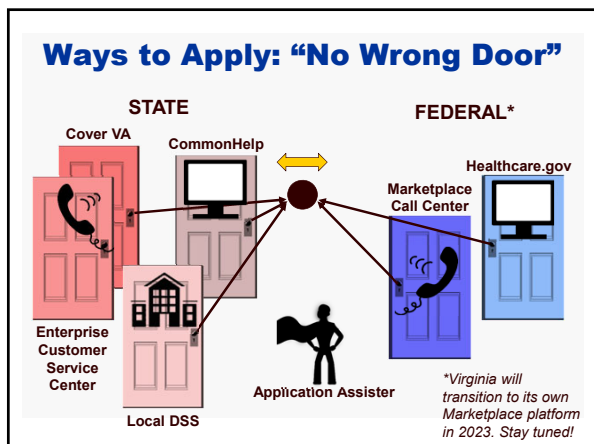 Ways to Apply: “No Wrong Door”
STATE
FEDERAL*
Cover VA
CommonHelp
Healthcare.gov
Marketplace
Call Center
Enterprise
Customer
Service
Center
Local DSS
Application Assister
*Virginia will
transition to its own
Marketplace platform
in 2023. Stay tuned!